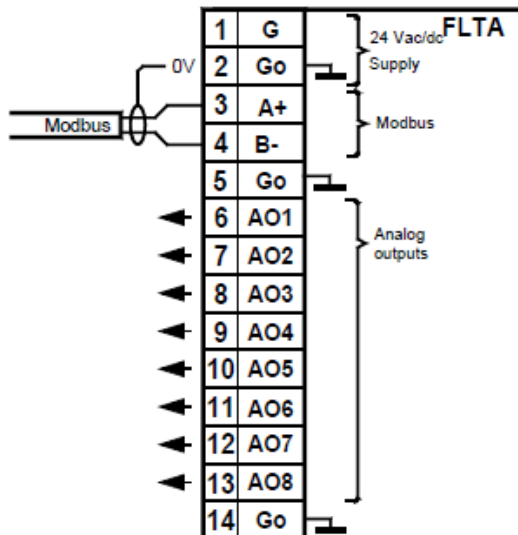 1 G 24 Vac/dc FLTA
0V 2 Go Supply
3 A+
Modbus 4 B- Modbus
5 Go
6 AO1
7 AO2 Analog
8 AO3 outputs
9 AO4
10 AO5
11 AO6
12 AO7
13 AO8
14 Go